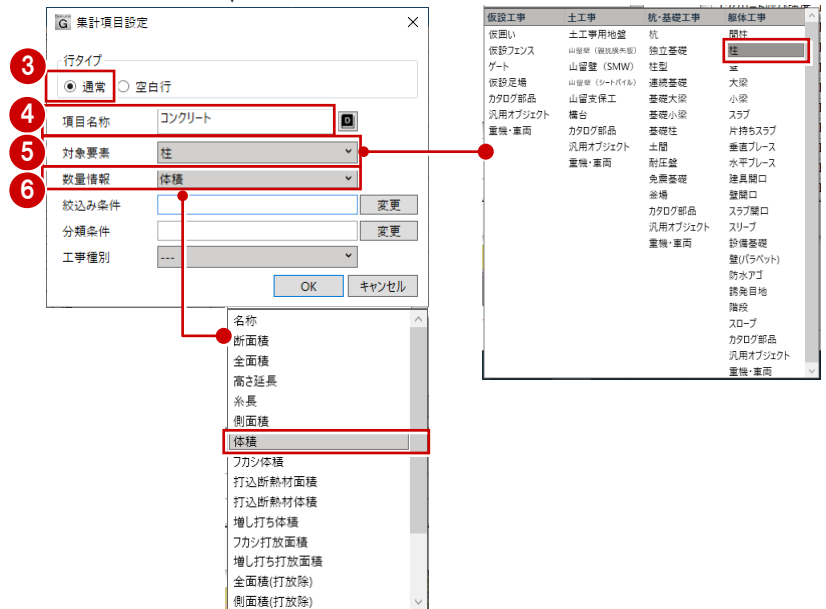 集計項目設定
行タイプ
3
通常 空白行
4
項目名称 コンクリート D
5
対象要素 柱
6
数量情報 体積
絞込み条件 変更
分類条件 変更
工事種別 ---
OK キャンセル
名称
断面積
全面積
高さ延長
糸長
側面積
体積
フカシ体積
打込断熱材面積
打込断熱材体積
増し打ち体積
フカシ打放面積
増し打ち打放面積
全面積(打放除)
側面積(打放除)
仮設工事 土工事 杭・基礎工事 躯体工事
仮囲い 土工事用地盤 杭 間柱
仮設フェンス 山留壁（親杭横矢板） 独立基礎 柱
ゲート 山留壁（SMW） 柱型 壁
仮設足場 山留壁（シートパイル） 連続基礎 大梁
カタログ部品 山留支保工 基礎大梁 小梁
汎用オブジェクト 構台 基礎小梁 スラブ
重機・車両 カタログ部品 基礎柱 片持ちスラブ
汎用オブジェクト 土間 垂直ブレース
重機・車両 耐圧盤 水平ブレース
免震基礎 建具開口
釜場 壁開口
カタログ部品 スラブ開口
汎用オブジェクト スリーブ
重機・車両 設備基礎
壁(パラペット)
防水アゴ
誘発目地
階段
スロープ
カタログ部品
汎用オブジェクト
重機・車両